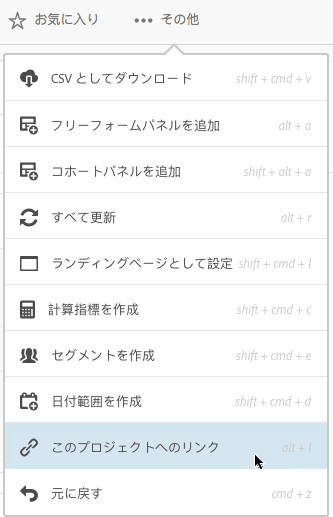 お気に入り ••• その他
CSV としてダウンロード shift + cmd + v
フリーフォームパネルを追加 alt + a
コホートパネルを追加 shift + alt + a
すべて更新 alt + r
ランディングページとして設定 shift + cmd + l
計算指標を作成 shift + cmd + c
セグメントを作成 shift + cmd + e
日付範囲を作成 shift + cmd + d
このプロジェクトへのリンク alt + l
元に戻す cmd + z